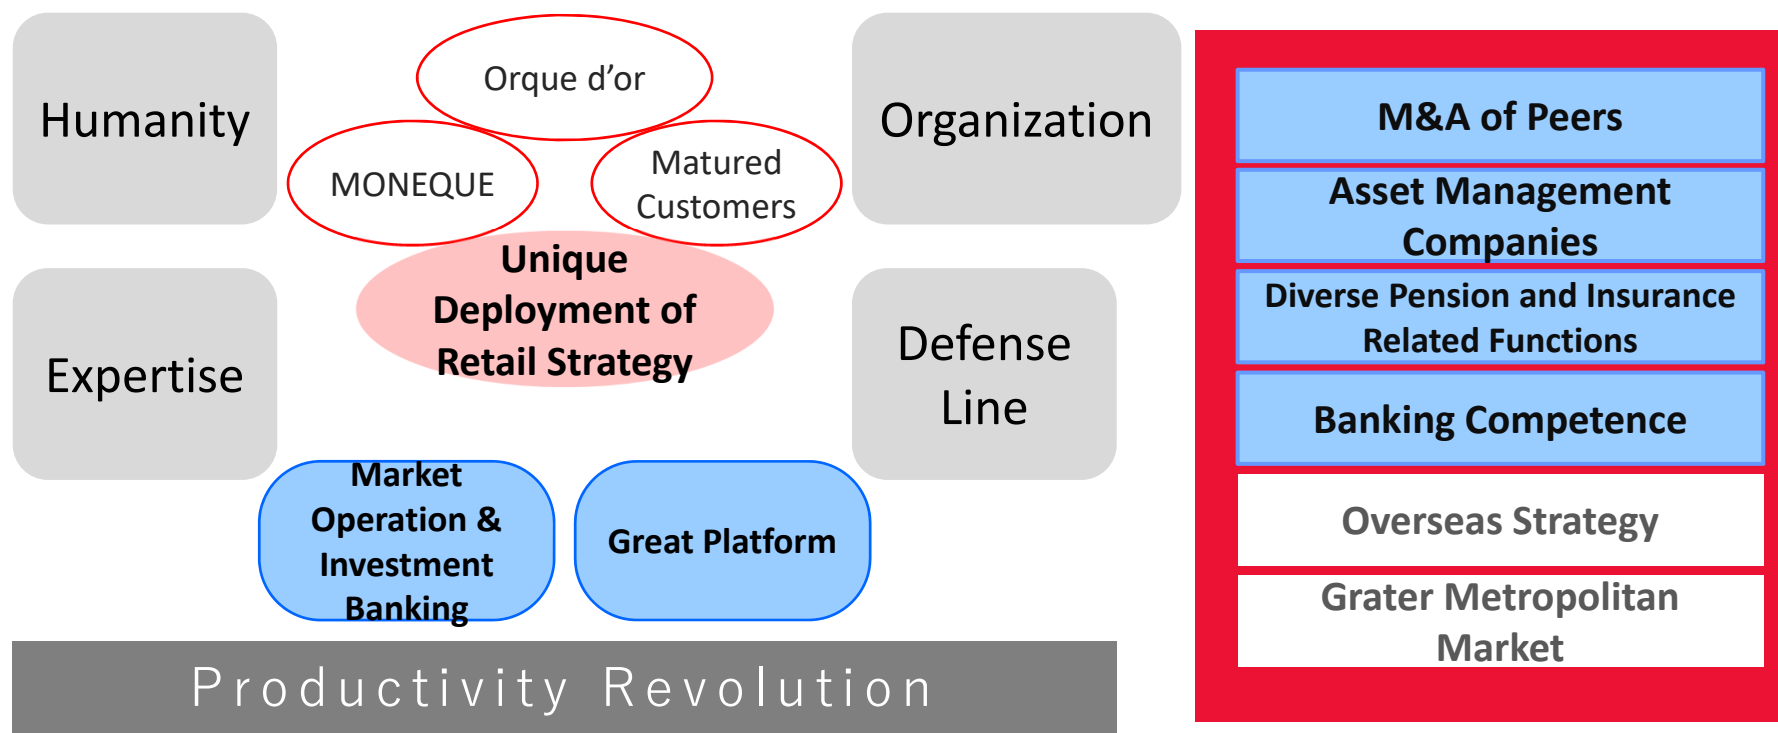 Humanity
Orque d’or
MONEQUE
Matured
Customers
Organization
Unique
Deployment of
Retail Strategy
Expertise
Defense
Line
Market
Operation &
Investment
Banking
Great Platform
Productivity Revolution
M&A of Peers
Asset Management
Companies
Diverse Pension and Insurance
Related Functions
Banking Competence
Overseas Strategy
Grater Metropolitan
Market